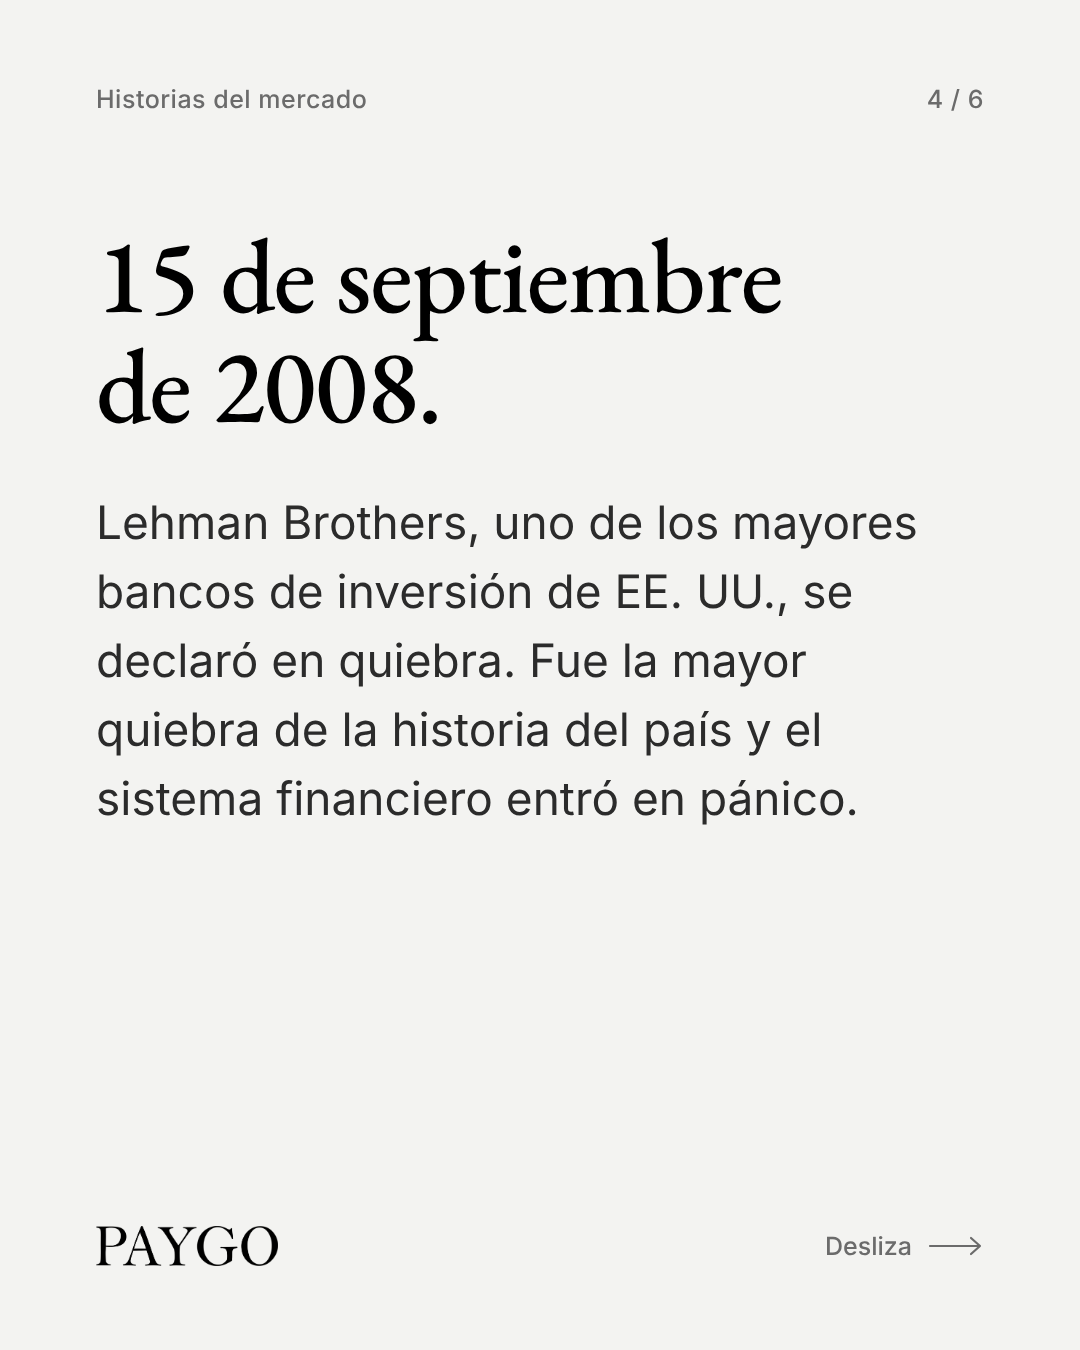 Historias del mercado
4 / 6
15 de septiembre
de 2008.
Lehman Brothers, uno de los mayores
bancos de inversión de EE. UU., se
declaró en quiebra. Fue la mayor
quiebra de la historia del país y el
sistema financiero entró en pánico.
PAYGO
Desliza